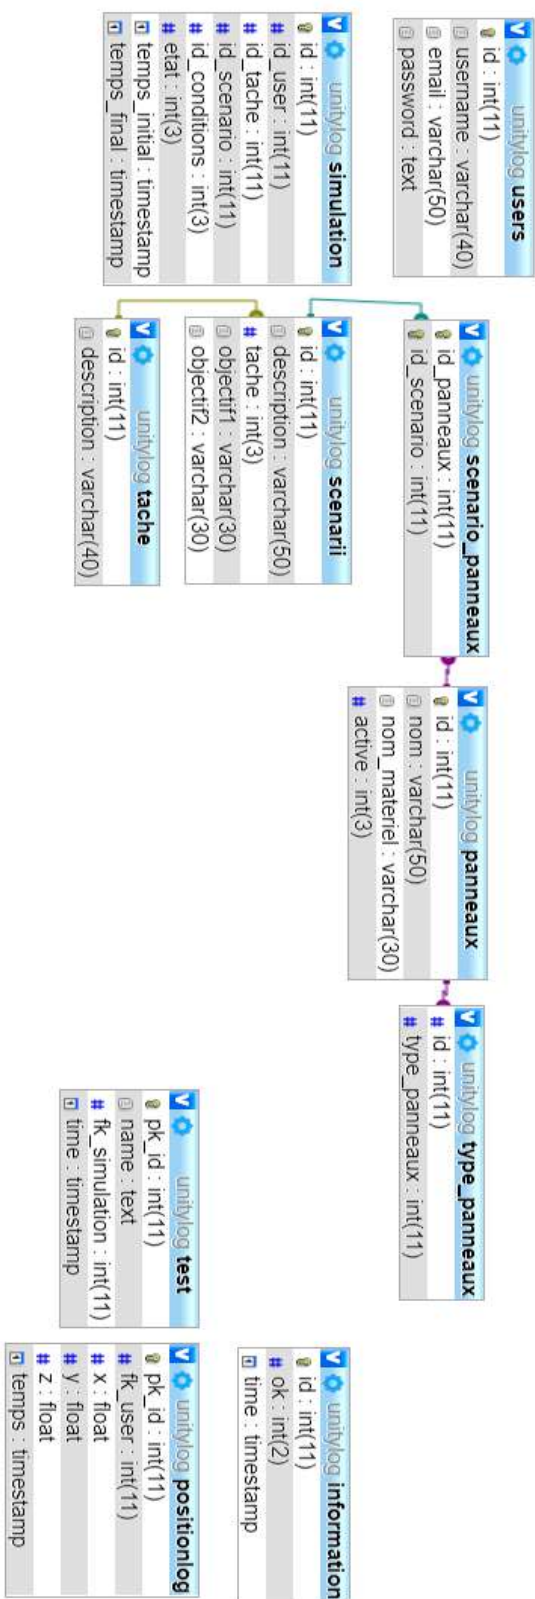 unitylog users
id : int(11)
username : varchar(40)
email : varchar(50)
password : text
unitylog simulation
id : int(11)
id_user : int(11)
id_tache : int(11)
id_scenario : int(11)
id_conditions : int(3)
etat : int(3)
temps_initial : timestamp
temps_final : timestamp
unitylog scenario_panneaux
id_panneaux : int(11)
id_scenario : int(11)
unitylog scenarii
id : int(11)
description : varchar(50)
tache : int(3)
objectif1 : varchar(30)
objectif2 : varchar(30)
unitylog tache
id : int(11)
description : varchar(40)
unitylog panneaux
id : int(11)
nom : varchar(50)
nom_materiel : varchar(30)
active : int(3)
unitylog type_panneaux
id : int(11)
type_panneaux : int(11)
unitylog test
pk_id : int(11)
name : text
fk_simulation : int(11)
time : timestamp
unitylog information
id : int(11)
ok : int(2)
time : timestamp
unitylog positionlog
pk_id : int(11)
fk_user : int(11)
x : float
y : float
z : float
temps : timestamp